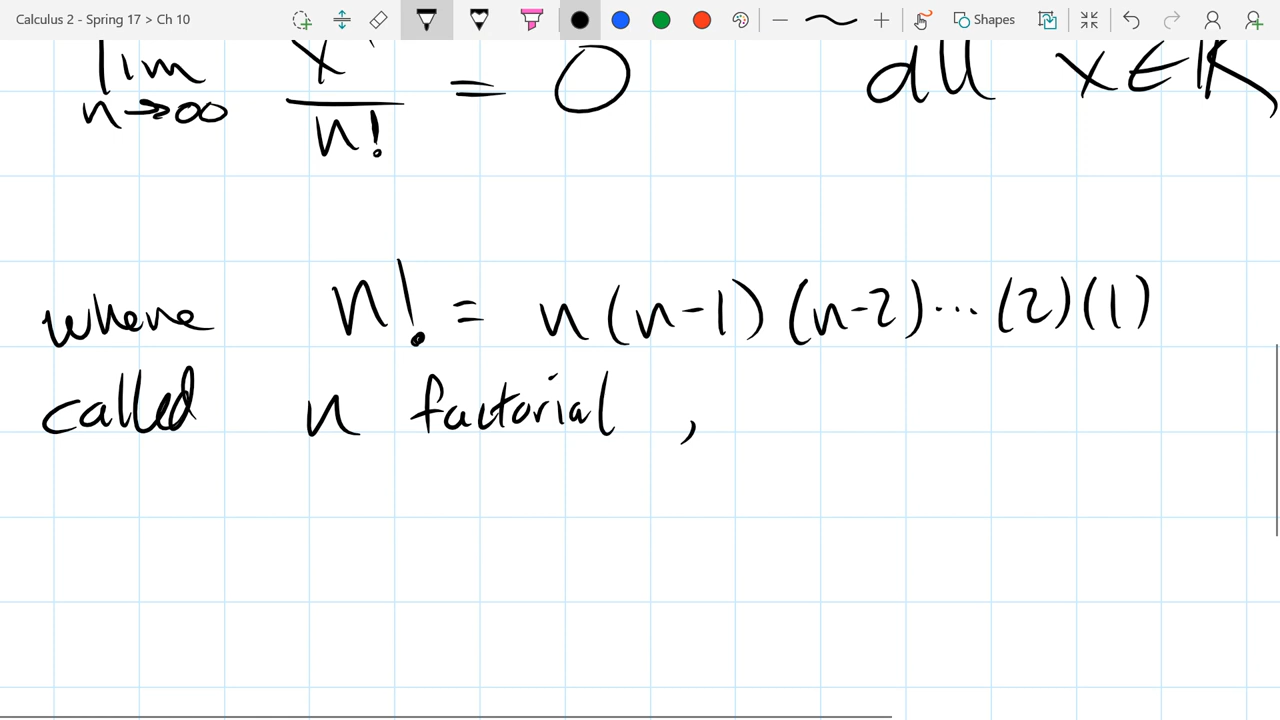 Calculus 2 - Spring 17 > Ch 10
Shapes
lim n→∞ x / n! = 0 all x∈R
where n! = n(n-1)(n-2)⋯(2)(1)
called n factorial ,